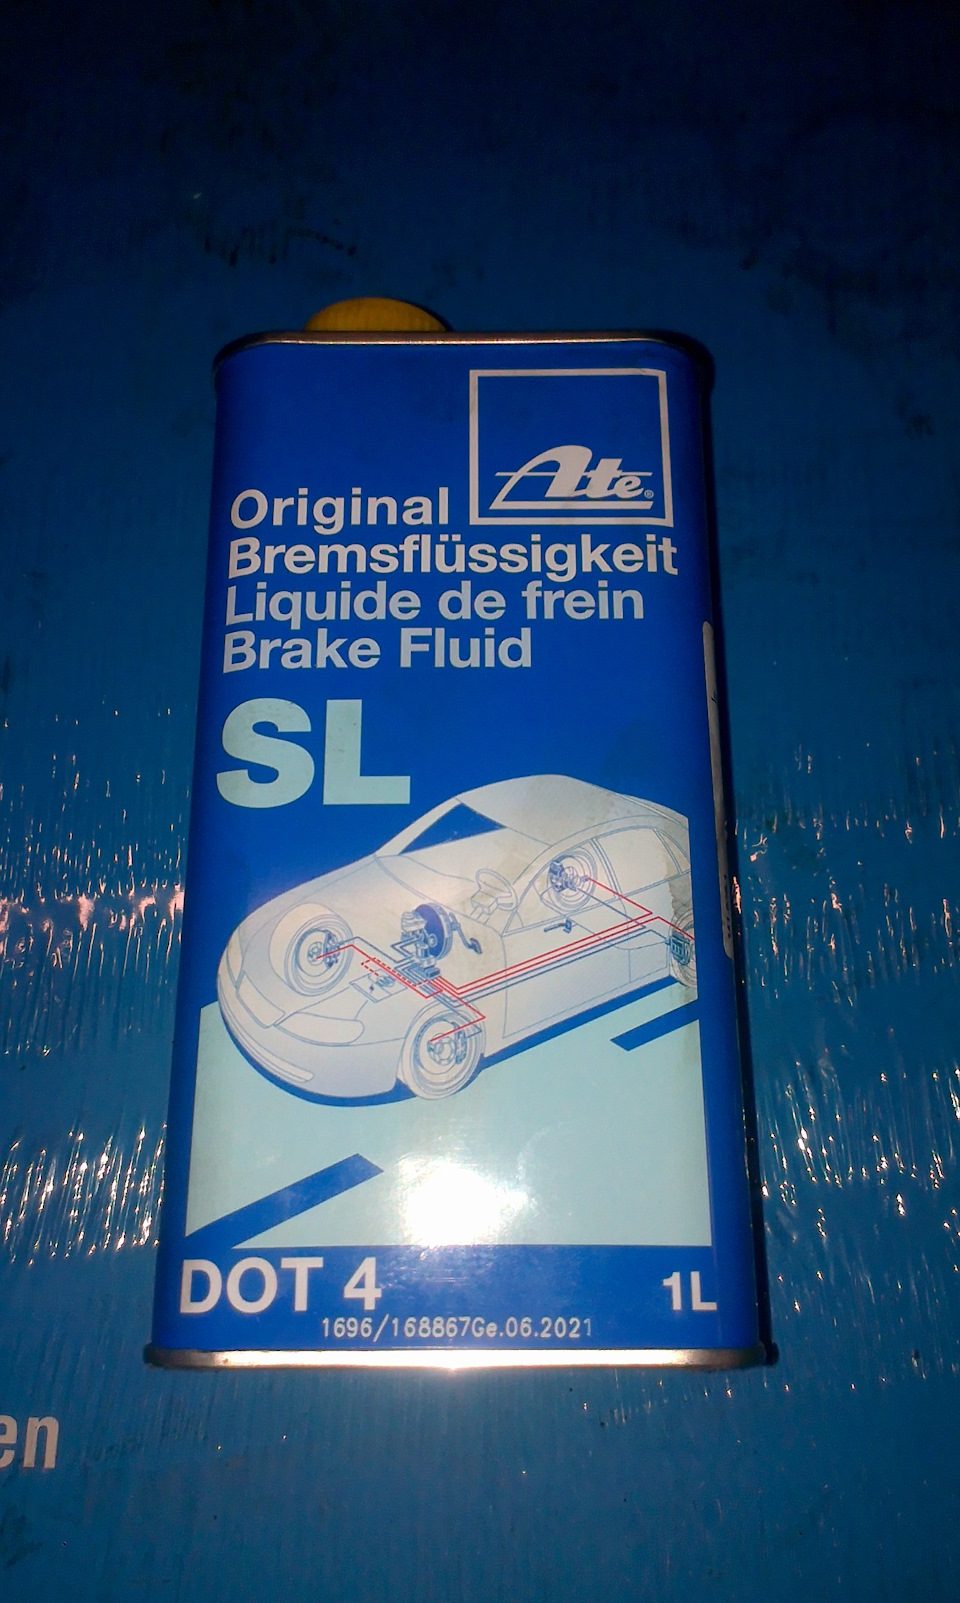 Ate®
Original
Bremsflüssigkeit
Liquide de frein
Brake Fluid
SL
DOT 4
1L
1696/168867Ge.06.2021
en